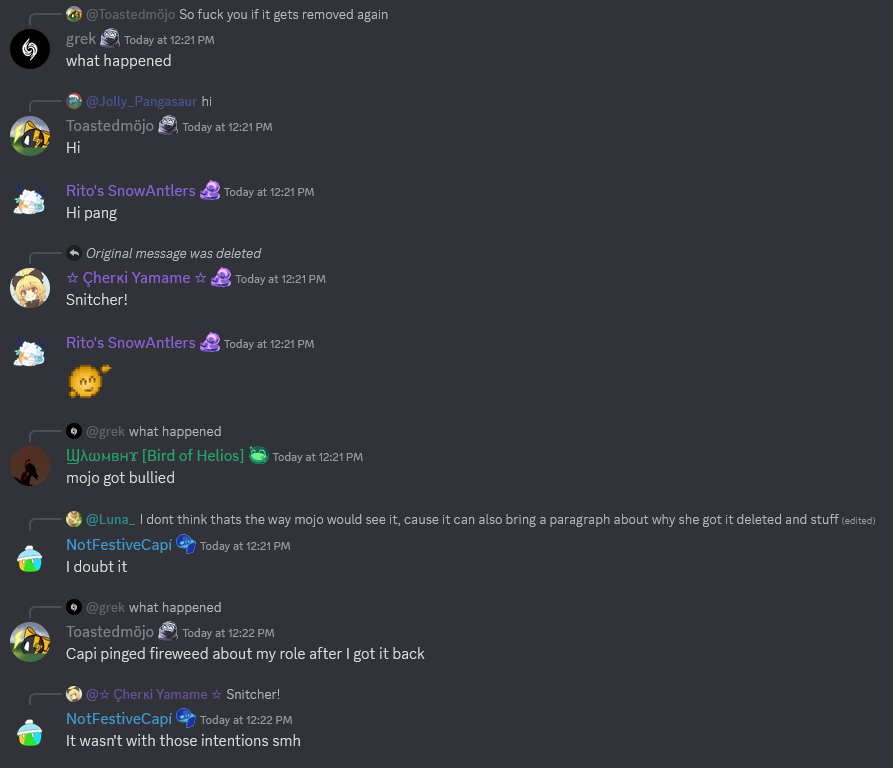 @Toastedmöjo So fuck you if it gets removed again
grek Today at 12:21 PM
what happened
@Jolly_Pangasaur hi
Toastedmöjo Today at 12:21 PM
Hi
Rito's SnowAntlers Today at 12:21 PM
Hi pang
Original message was deleted
☆ Çherкi Yamame ☆ Today at 12:21 PM
Snitcher!
Rito's SnowAntlers Today at 12:21 PM
@grek what happened
[Bird of Helios] Today at 12:21 PM
mojo got bullied
@Luna_ I dont think thats the way mojo would see it, cause it can also bring a paragraph about why she got it deleted and stuff (edited)
NotFestiveCapí Today at 12:21 PM
I doubt it
@grek what happened
Toastedmöjo Today at 12:22 PM
Capi pinged fireweed about my role after I got it back
@☆ Çherкi Yamame ☆ Snitcher!
NotFestiveCapí Today at 12:22 PM
It wasn't with those intentions smh